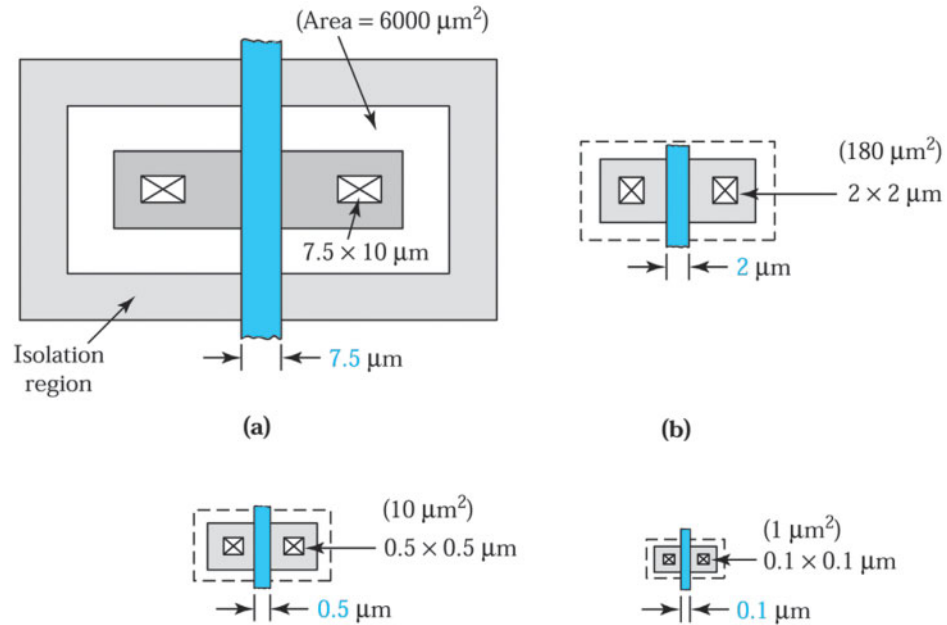 (Area = 6000 μm²)
7.5 × 10 μm
Isolation
region
7.5 μm
(a)
(180 μm²)
2 × 2 μm
2 μm
(b)
(10 μm²)
0.5 × 0.5 μm
0.5 μm
(1 μm²)
0.1 × 0.1 μm
0.1 μm